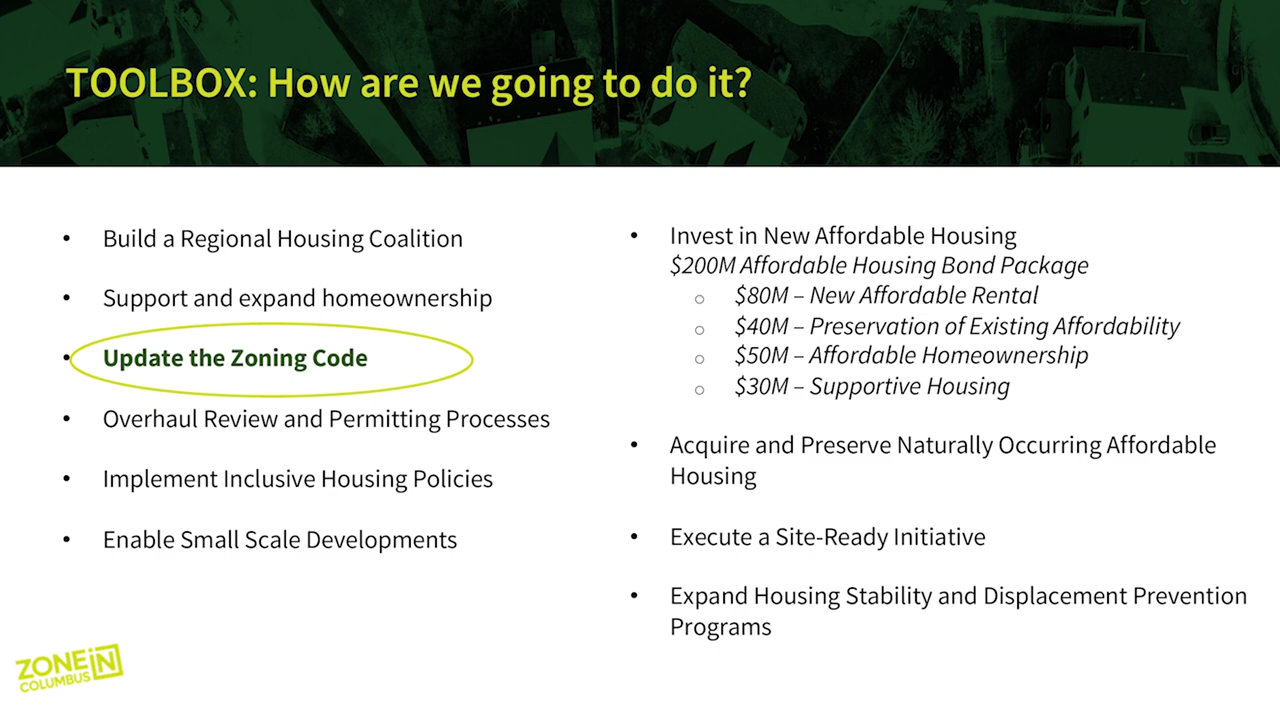 TOOLBOX: How are we going to do it?
• Build a Regional Housing Coalition
• Support and expand homeownership
• Update the Zoning Code
• Overhaul Review and Permitting Processes
• Implement Inclusive Housing Policies
• Enable Small Scale Developments
• Invest in New Affordable Housing
$200M Affordable Housing Bond Package
○ $80M – New Affordable Rental
○ $40M – Preservation of Existing Affordability
○ $50M – Affordable Homeownership
○ $30M – Supportive Housing
• Acquire and Preserve Naturally Occurring Affordable
Housing
• Execute a Site-Ready Initiative
• Expand Housing Stability and Displacement Prevention
Programs
ZONE iN
COLUMBUS